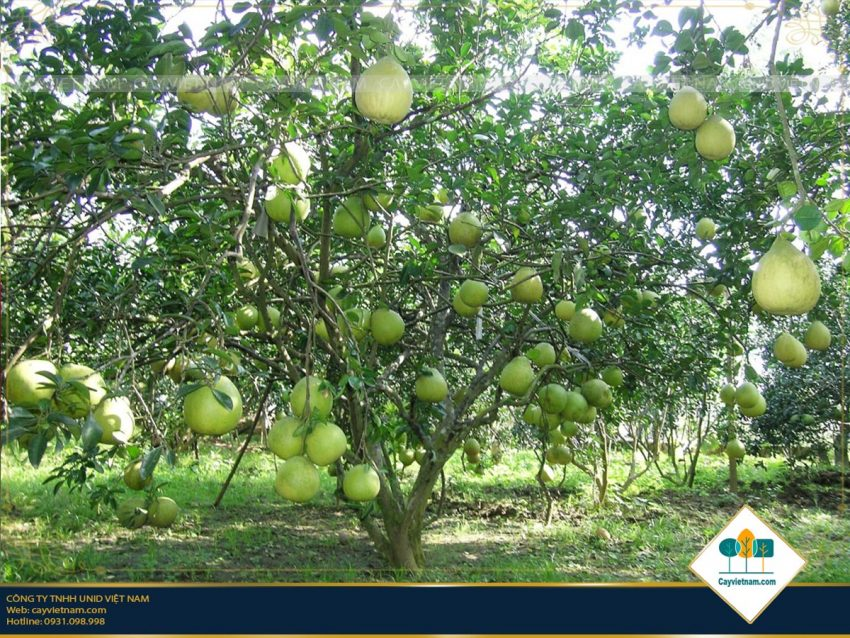 Cayvietnam.com
CÔNG TY TNHH UNID VIỆT NAM
Web: cayvietnam.com
Hotline: 0931.098.998